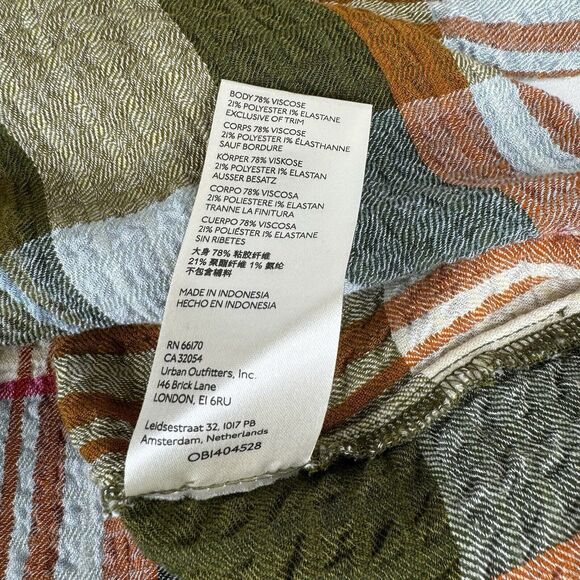 BODY 78% VISCOSE
21% POLYESTER 1% ELASTANE
EXCLUSIVE OF TRIM
CORPS 78% VISCOSE
21% POLYESTER 1% ÉLASTHANNE
SAUF BORDURE
KÖRPER 78% VISKOSE
21% POLYESTER 1% ELASTAN
AUSSER BESATZ
CORPO 78% VISCOSA
21% POLIESTERE 1% ELASTAN
TRANNE LA FINITURA
CUERPO 78% VISCOSA
21% POLIÉSTER 1% ELASTANE
SIN RIBETES
大身 78% 粘胶纤维
21% 聚酯纤维 1% 氨纶
不包含辅料
MADE IN INDONESIA
HECHO EN INDONESIA
RN 66170
CA 32054
Urban Outfitters, Inc.
146 Brick Lane
LONDON, E1 6RU
Leidsestraat 32, 1017 PB
Amsterdam, Netherlands
OB1404528